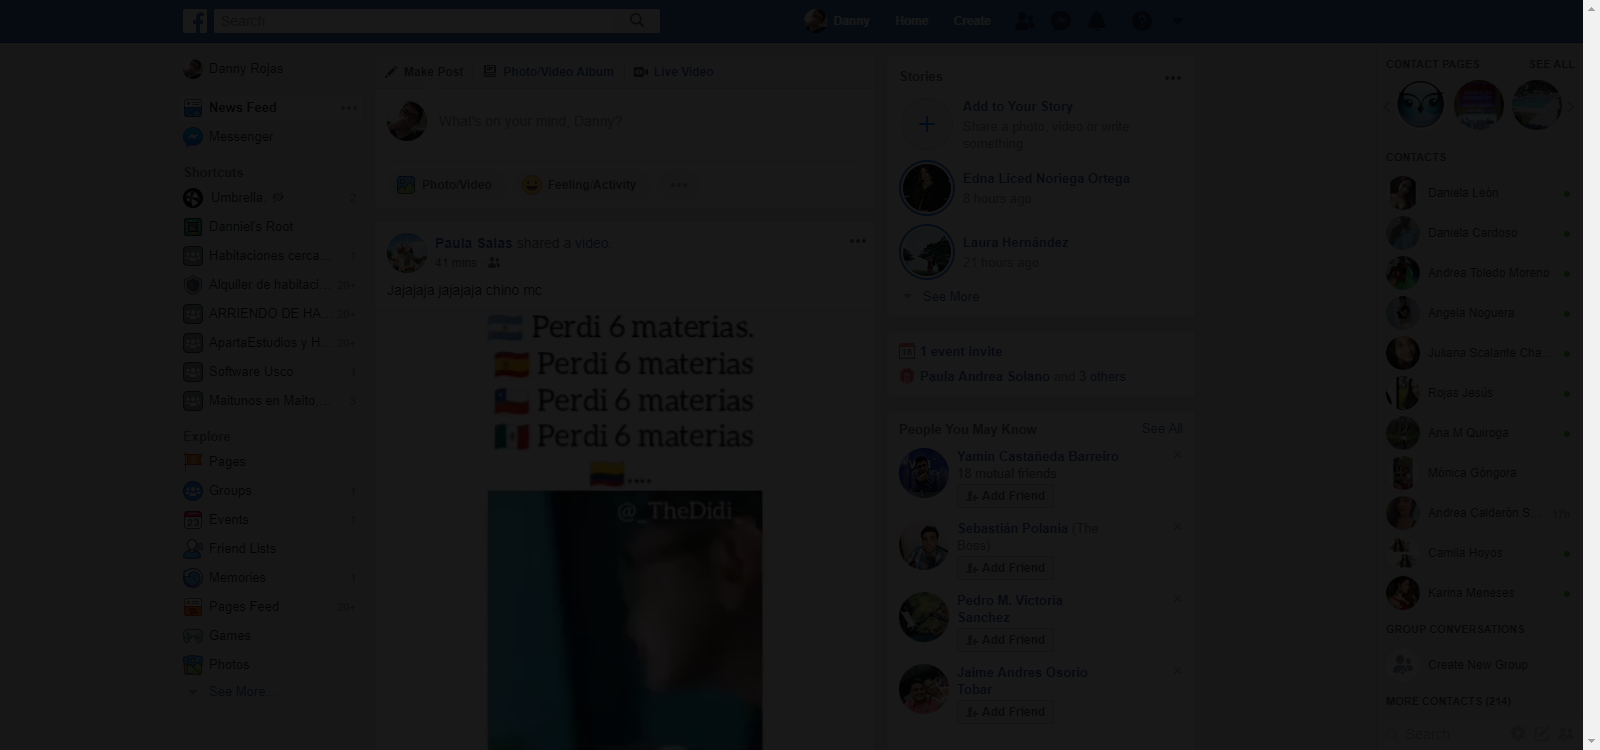 Search
Danny
Home
Create
Danny Rojas
News Feed
Messenger
Shortcuts
Umbrella. 2
Danniel's Root
Habitaciones cerca...
Alquiler de habitaci... 20+
ARRIENDO DE HA... 20+
ApartaEstudios y H... 20+
Software Usco
Maitunos en Maito,...
Explore
Pages
Groups
Events
23
Friend Lists
Memories 1
Pages Feed 20+
Games
Photos
See More...
Make Post
Photo/Video Album
Live Video
What's on your mind, Danny?
Photo/Video
Feeling/Activity
Paula Salas shared a video.
41 mins
Jajajaja jajajaja chino mc
Perdi 6 materias.
Perdi 6 materias
Perdi 6 materias
Perdi 6 materias
....
@_TheDidi_
Stories
Add to Your Story
Share a photo, video or write
something
Edna Liced Noriega Ortega
8 hours ago
Laura Hernández
21 hours ago
See More
1 event invite
Paula Andrea Solano and 3 others
People You May Know
See All
Yamin Castañeda Barreiro
18 mutual friends
Add Friend
Sebastián Polania (The
Boss)
Add Friend
Pedro M. Victoria
Sanchez
Add Friend
Jaime Andres Osorio
Tobar
Add Friend
CONTACT PAGES
SEE ALL
CONTACTS
Daniela León
Daniela Cardoso
Andrea Toledo Moreno
Angela Noguera
Juliana Scalante Cha...
Rojas Jesús
Ana M Quiroga
Mónica Góngora
Andrea Calderón S...
Camila Hoyos
Karina Meneses
GROUP CONVERSATIONS
Create New Group
MORE CONTACTS (214)
Search